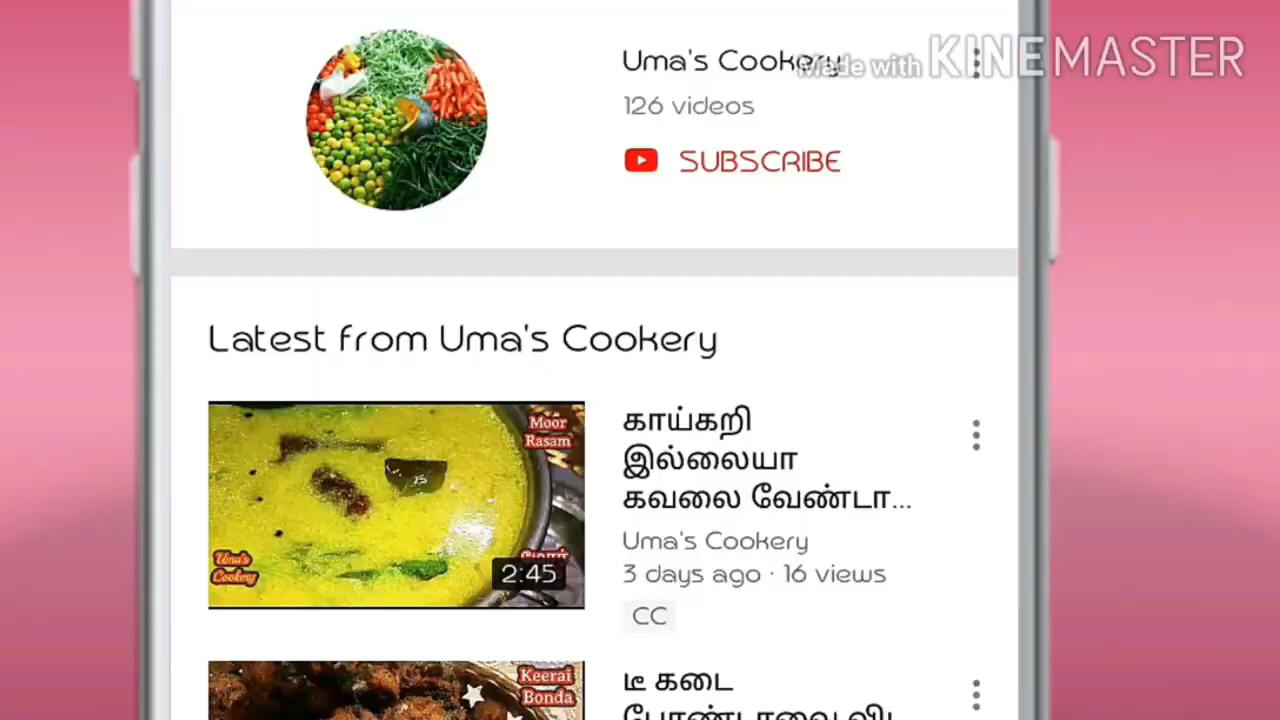 Uma's Cookery
Made with KINEMASTER
126 videos
SUBSCRIBE
Latest from Uma's Cookery
Moor
Rasam
காய்கறி
இல்லையா
கவலை வேண்டா...
Uma's
Cookery
2:45
Uma's Cookery
3 days ago · 16 views
CC
Keerai
Bonda
டீ கடை